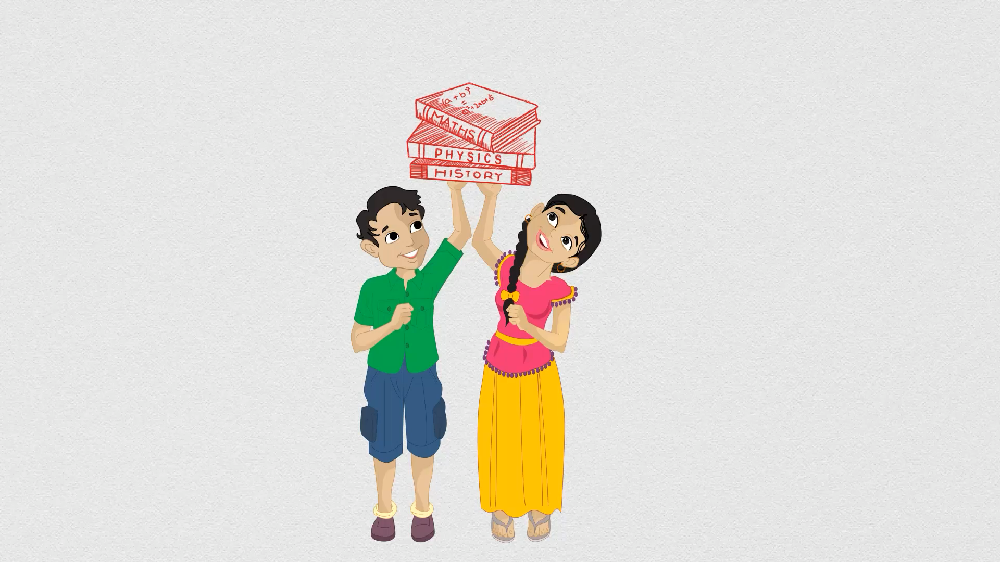 (a+b)²
=
a²+2ab+b²
MATHS
PHYSICS
HISTORY